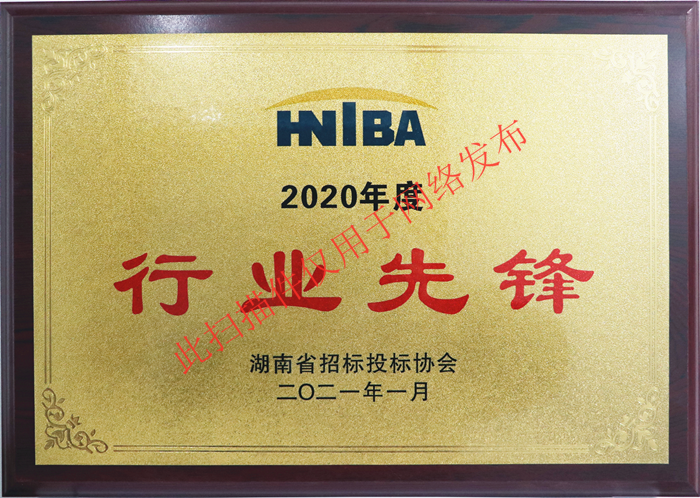 HNIBA
2020年度
行业先锋
湖南省招标投标协会
二〇二一年一月
此扫描件仅用于网络发布